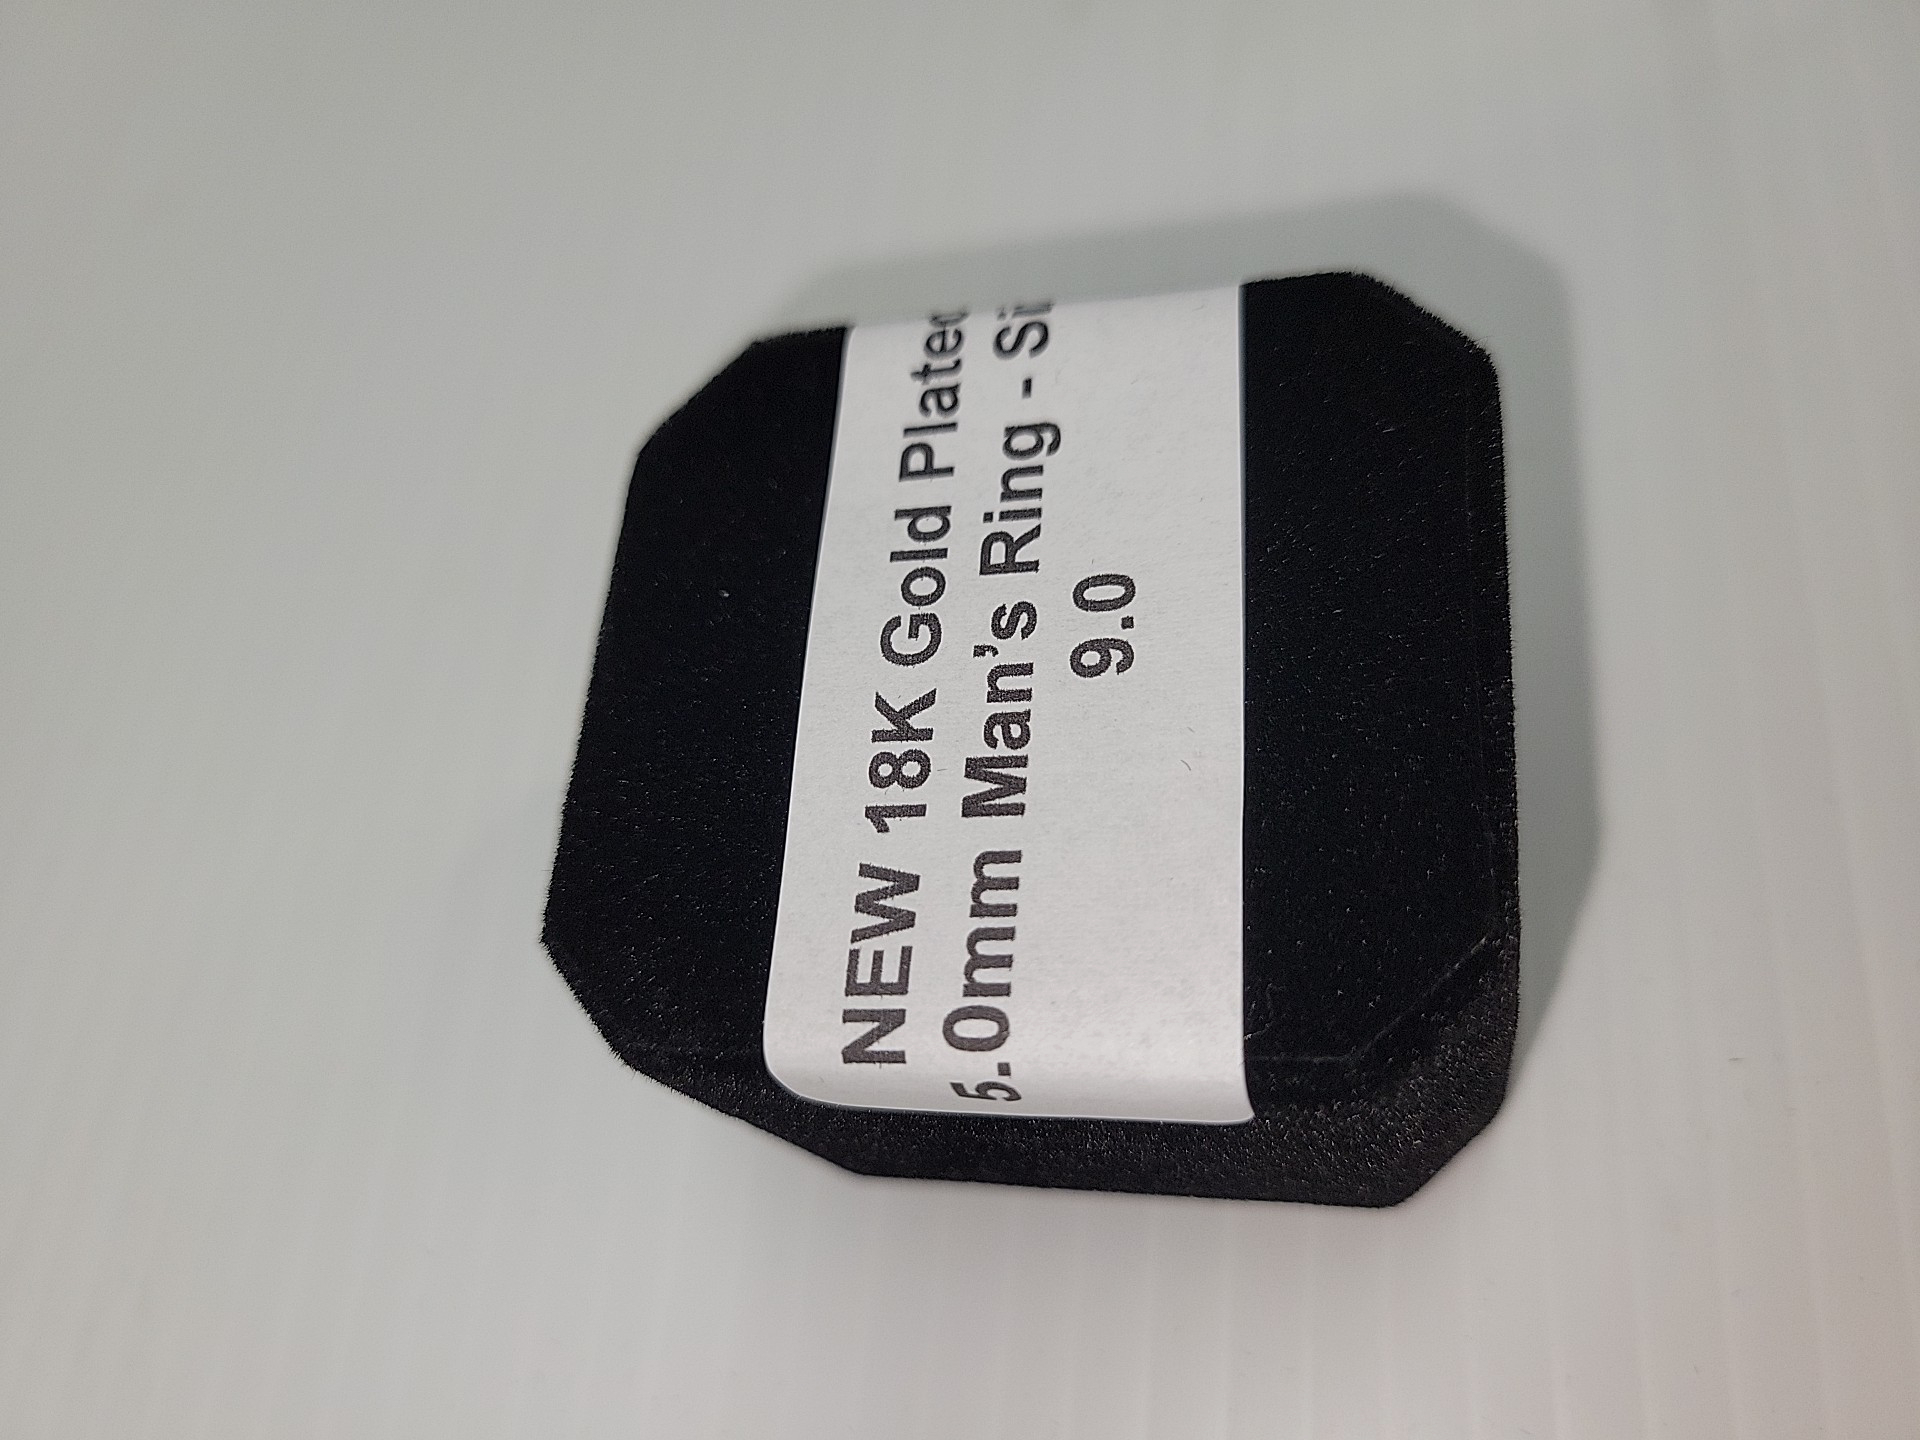 NEW 18K Gold Plated
5.0mm Man's Ring -
9.0